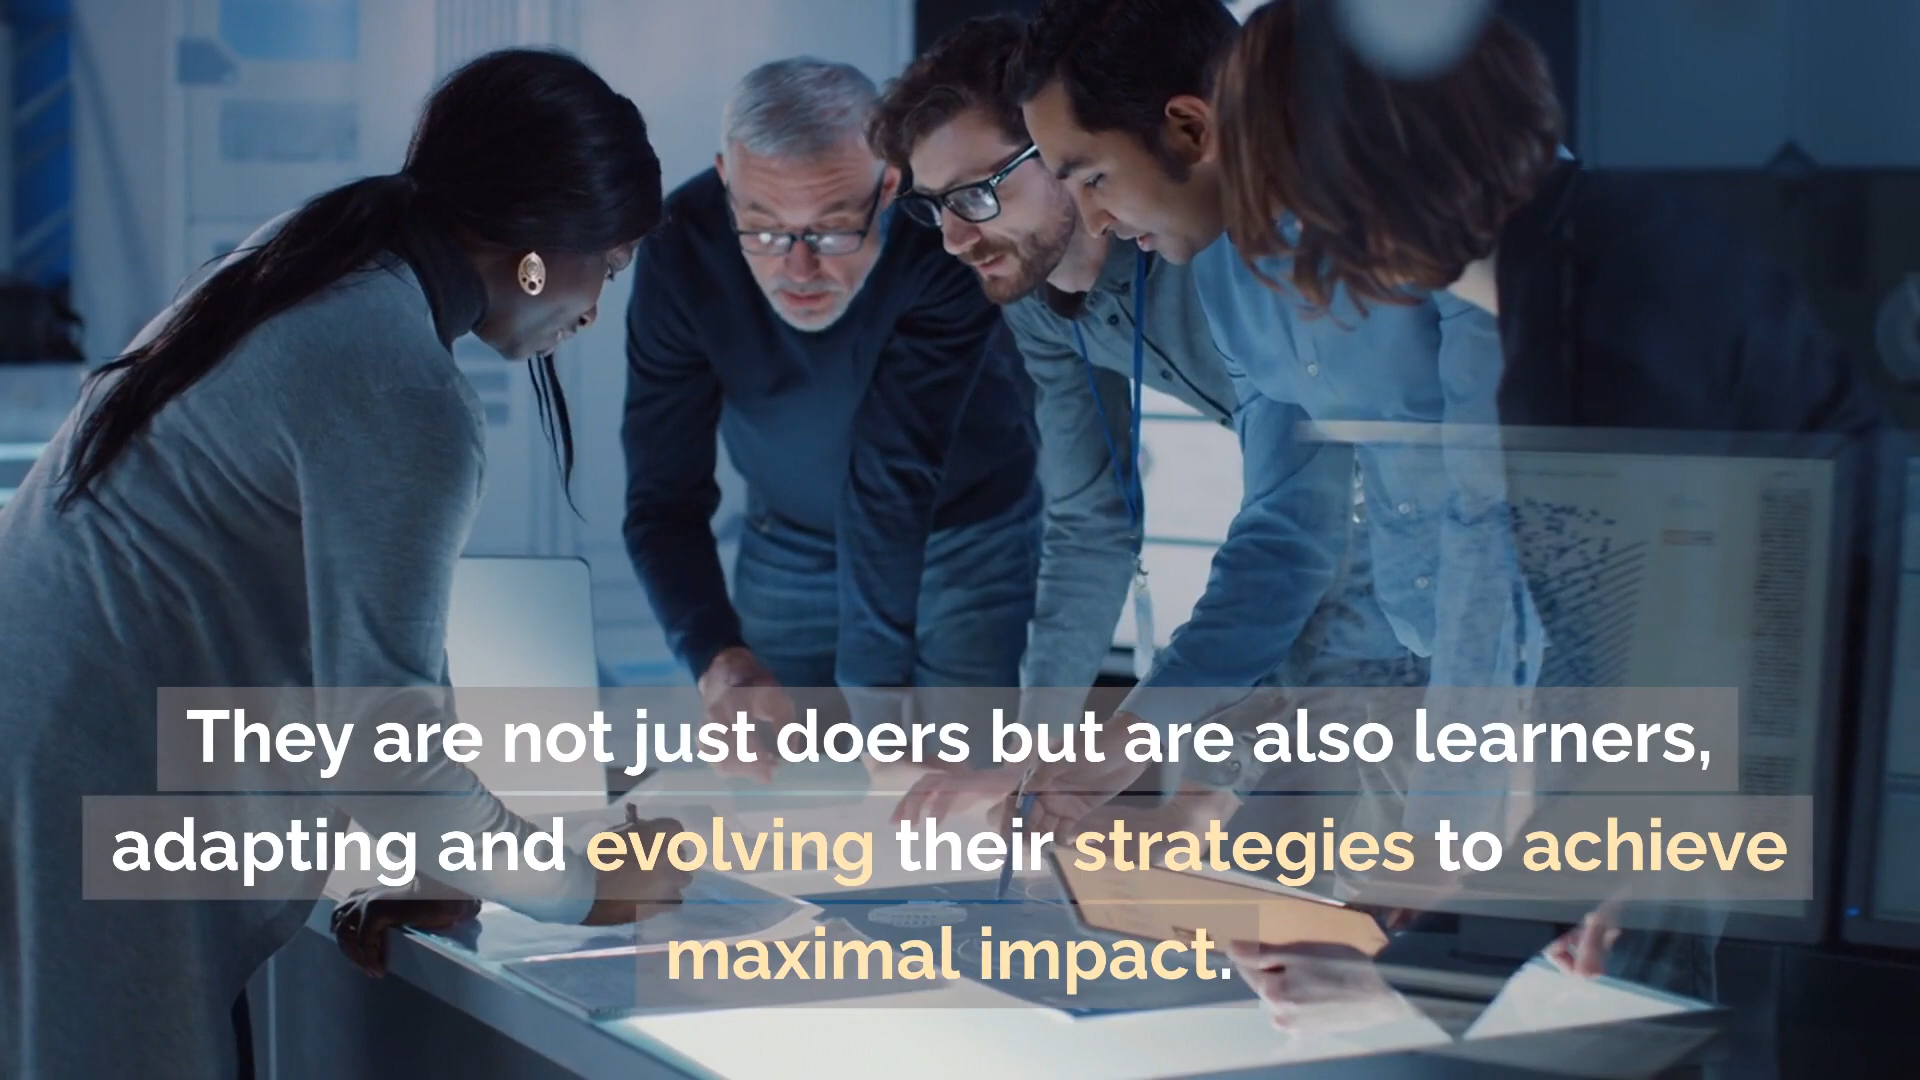 They are not just doers but are also learners,
adapting and evolving their strategies to achieve
maximal impact.